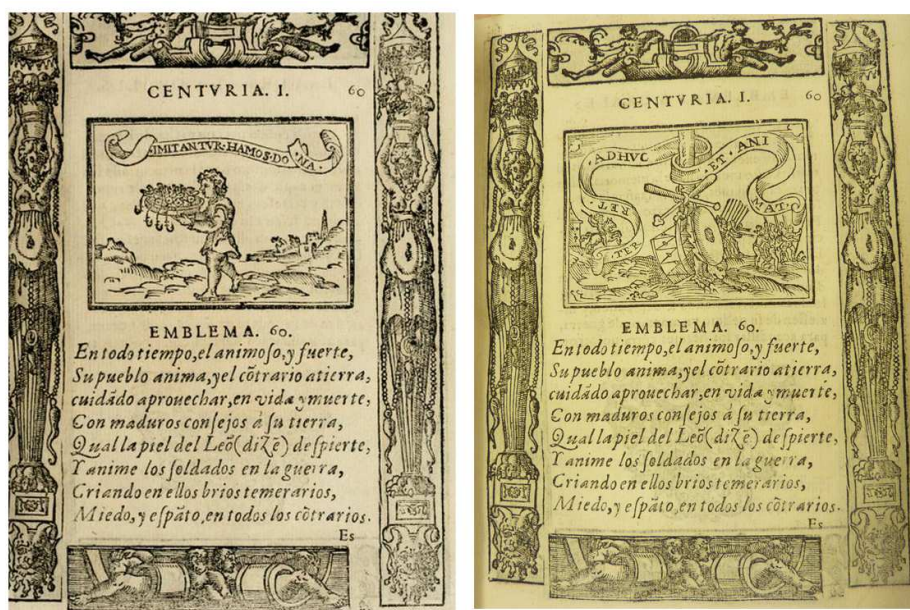 CENTVRIA. I. 60
IMITANTVR·HAMOS·DO NA·
EMBLEMA. 60.
En todo tiempo, el animoſo, y fuerte,
Su pueblo anima, y el cõtrario atierra,
cuidãdo aprouechar, en vida y muerte,
Con maduros conſejos à ſu tierra,
Qual la piel del Leõ (dizẽ) deſpierte,
Y anime los ſoldados en la guerra,
Criando en ellos brios temerarios,
Miedo, y eſpãto, en todos los cõtrarios.
Es
CENTVRIA. I. 60
·ADHVC·
ET·ANI
MAT·
·TER
RET·
EMBLEMA. 60.
En todo tiempo, el animoſo, y fuerte,
Su pueblo anima, y el cõtrario atierra,
cuidãdo aprouechar, en vida y muerte,
Con maduros conſejos à ſu tierra,
Qual la piel del Leõ (dizẽ) deſpierte,
Y anime los ſoldados en la guerra,
Criando en ellos brios temerarios,
Miedo, y eſpãto, en todos los cõtrarios.
Es